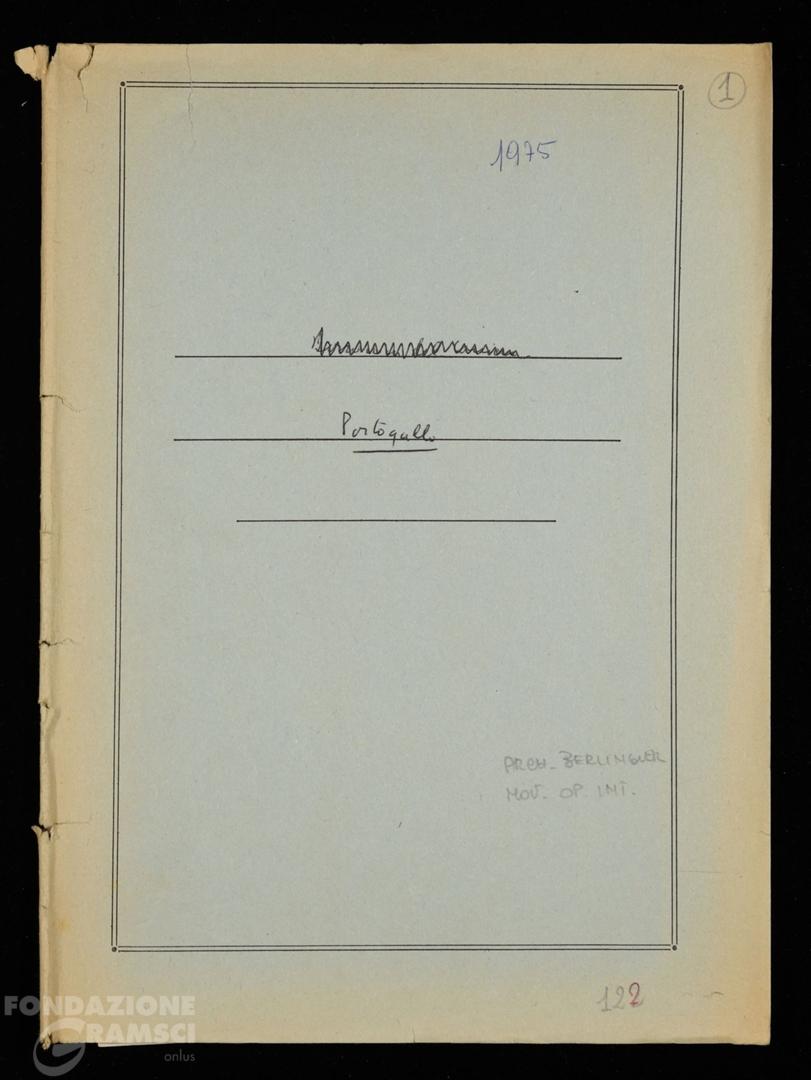 1
1975
Portogallo
ARCH. BERLINGUER
MOV. OP. INT.
122
FONDAZIONE
GRAMSCI
onlus